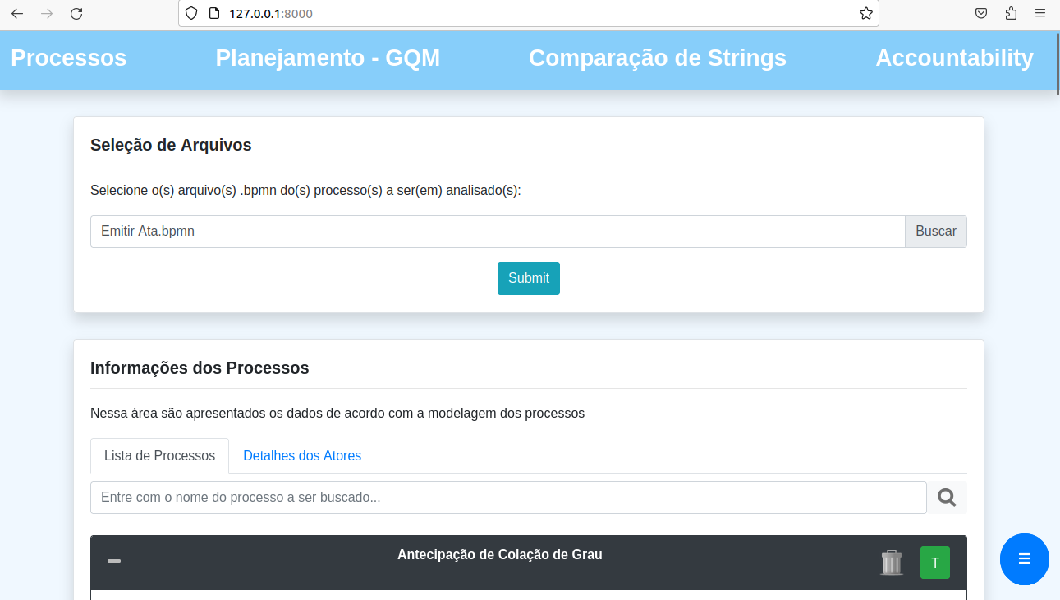 127.0.0.1:8000
Processos Planejamento - GQM Comparação de Strings Accountability
Seleção de Arquivos
Selecione o(s) arquivo(s) .bpmn do(s) processo(s) a ser(em) analisado(s):
Emitir Ata.bpmn Buscar
Submit
Informações dos Processos
Nessa área são apresentados os dados de acordo com a modelagem dos processos
Lista de Processos Detalhes dos Atores
Entre com o nome do processo a ser buscado...
Antecipação de Colação de Grau T